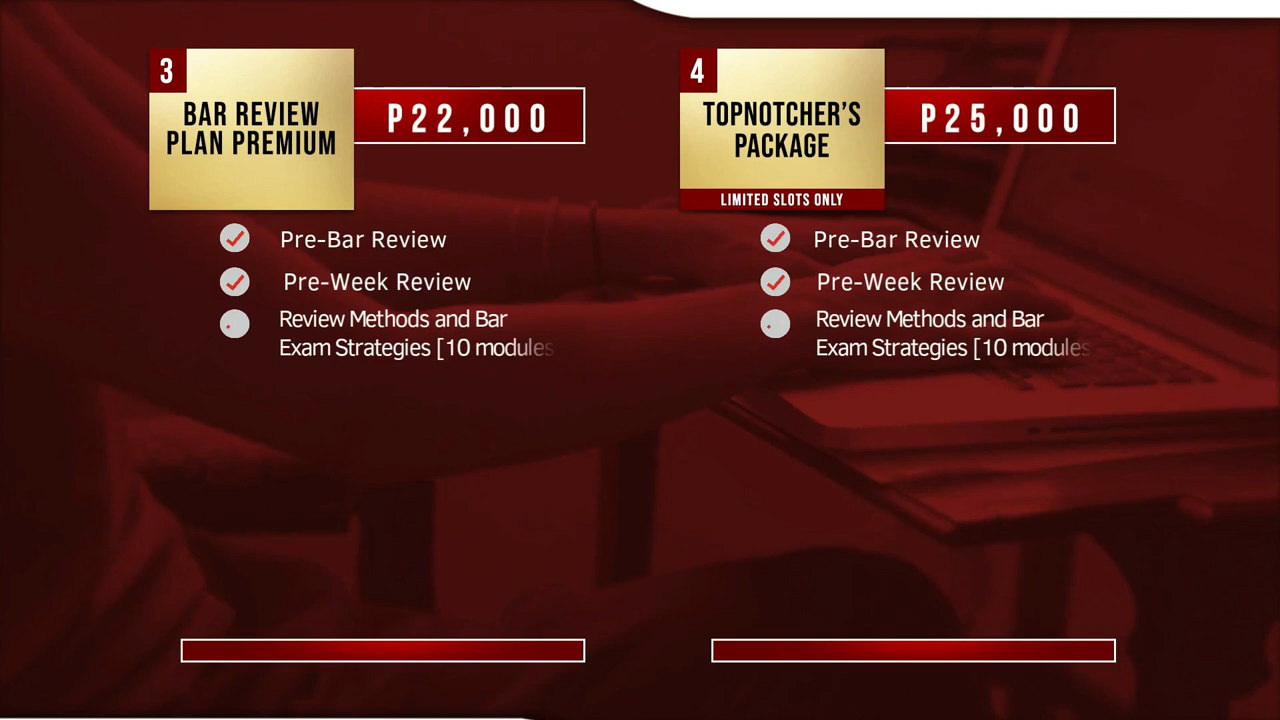 3
BAR REVIEW
PLAN PREMIUM
P22,000
Pre-Bar Review
Pre-Week Review
Review Methods and Bar
Exam Strategies [10 modules
4
TOPNOTCHER'S
PACKAGE
LIMITED SLOTS ONLY
P25,000
Pre-Bar Review
Pre-Week Review
Review Methods and Bar
Exam Strategies [10 modules